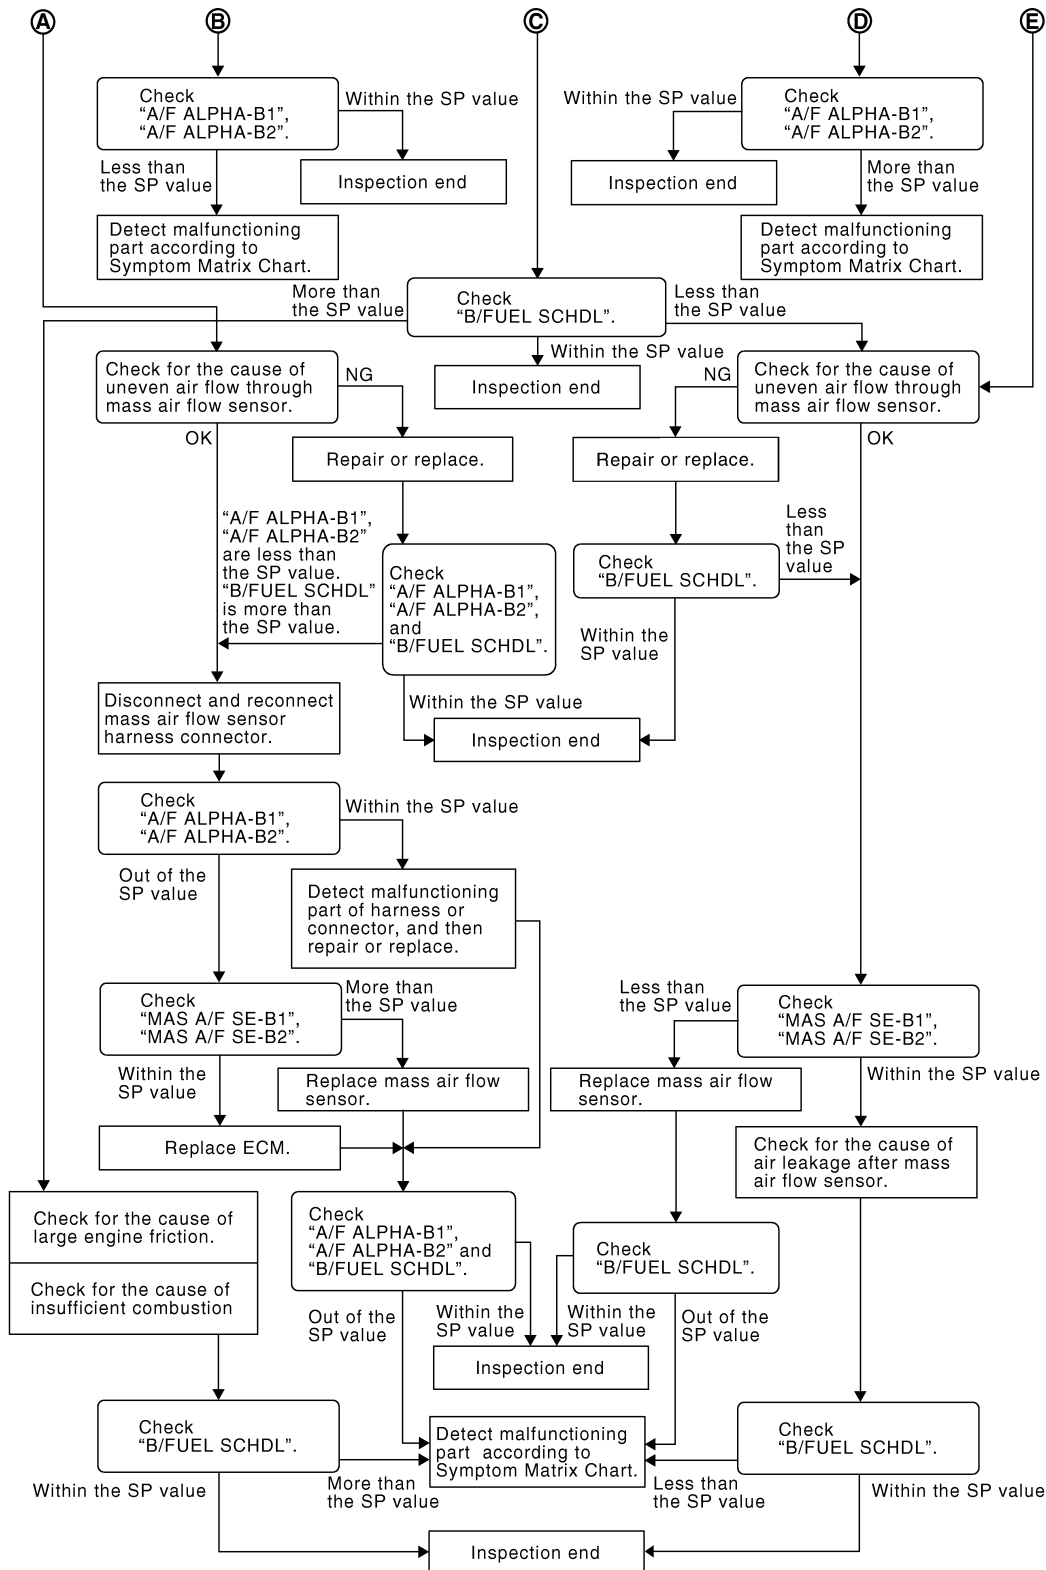 A
B
C
D
E
Check
“A/F ALPHA-B1”,
“A/F ALPHA-B2”.
Within the SP value
Within the SP value
Check
“A/F ALPHA-B1”,
“A/F ALPHA-B2”.
Less than
the SP value
Inspection end
Inspection end
More than
the SP value
Detect malfunctioning
part according to
Symptom Matrix Chart.
Detect malfunctioning
part according to
Symptom Matrix Chart.
More than
the SP value
Check
“B/FUEL SCHDL”.
Less than
the SP value
Within the SP value
Check for the cause of
uneven air flow through
mass air flow sensor.
NG
Inspection end
NG
Check for the cause of
uneven air flow through
mass air flow sensor.
OK
OK
Repair or replace.
Repair or replace.
“A/F ALPHA-B1”,
“A/F ALPHA-B2”
are less than
the SP value.
“B/FUEL SCHDL”
is more than
the SP value.
Check
“A/F ALPHA-B1”,
“A/F ALPHA-B2”,
and
“B/FUEL SCHDL”.
Check
“B/FUEL SCHDL”.
Less
than
the SP
value
Within the
SP value
Within the SP value
Disconnect and reconnect
mass air flow sensor
harness connector.
Inspection end
Check
“A/F ALPHA-B1”,
“A/F ALPHA-B2”.
Within the SP value
Out of the
SP value
Detect malfunctioning
part of harness or
connector, and then
repair or replace.
Check
“MAS A/F SE-B1”,
“MAS A/F SE-B2”.
More than
the SP value
Less than
the SP value
Check
“MAS A/F SE-B1”,
“MAS A/F SE-B2”.
Within the
SP value
Within the SP value
Replace mass air flow
sensor.
Replace mass air flow
sensor.
Replace ECM.
Check for the cause of
air leakage after mass
air flow sensor.
Check for the cause of
large engine friction.
Check for the cause of
insufficient combustion
Check
“A/F ALPHA-B1”,
“A/F ALPHA-B2” and
“B/FUEL SCHDL”.
Check
“B/FUEL SCHDL”.
Out of the
SP value
Within the
SP value
Within the
SP value
Out of the
SP value
Inspection end
Check
“B/FUEL SCHDL”.
Detect malfunctioning
part according to
Symptom Matrix Chart.
Check
“B/FUEL SCHDL”.
Within the SP value
More than
the SP value
Less than
the SP value
Within the SP value
Inspection end